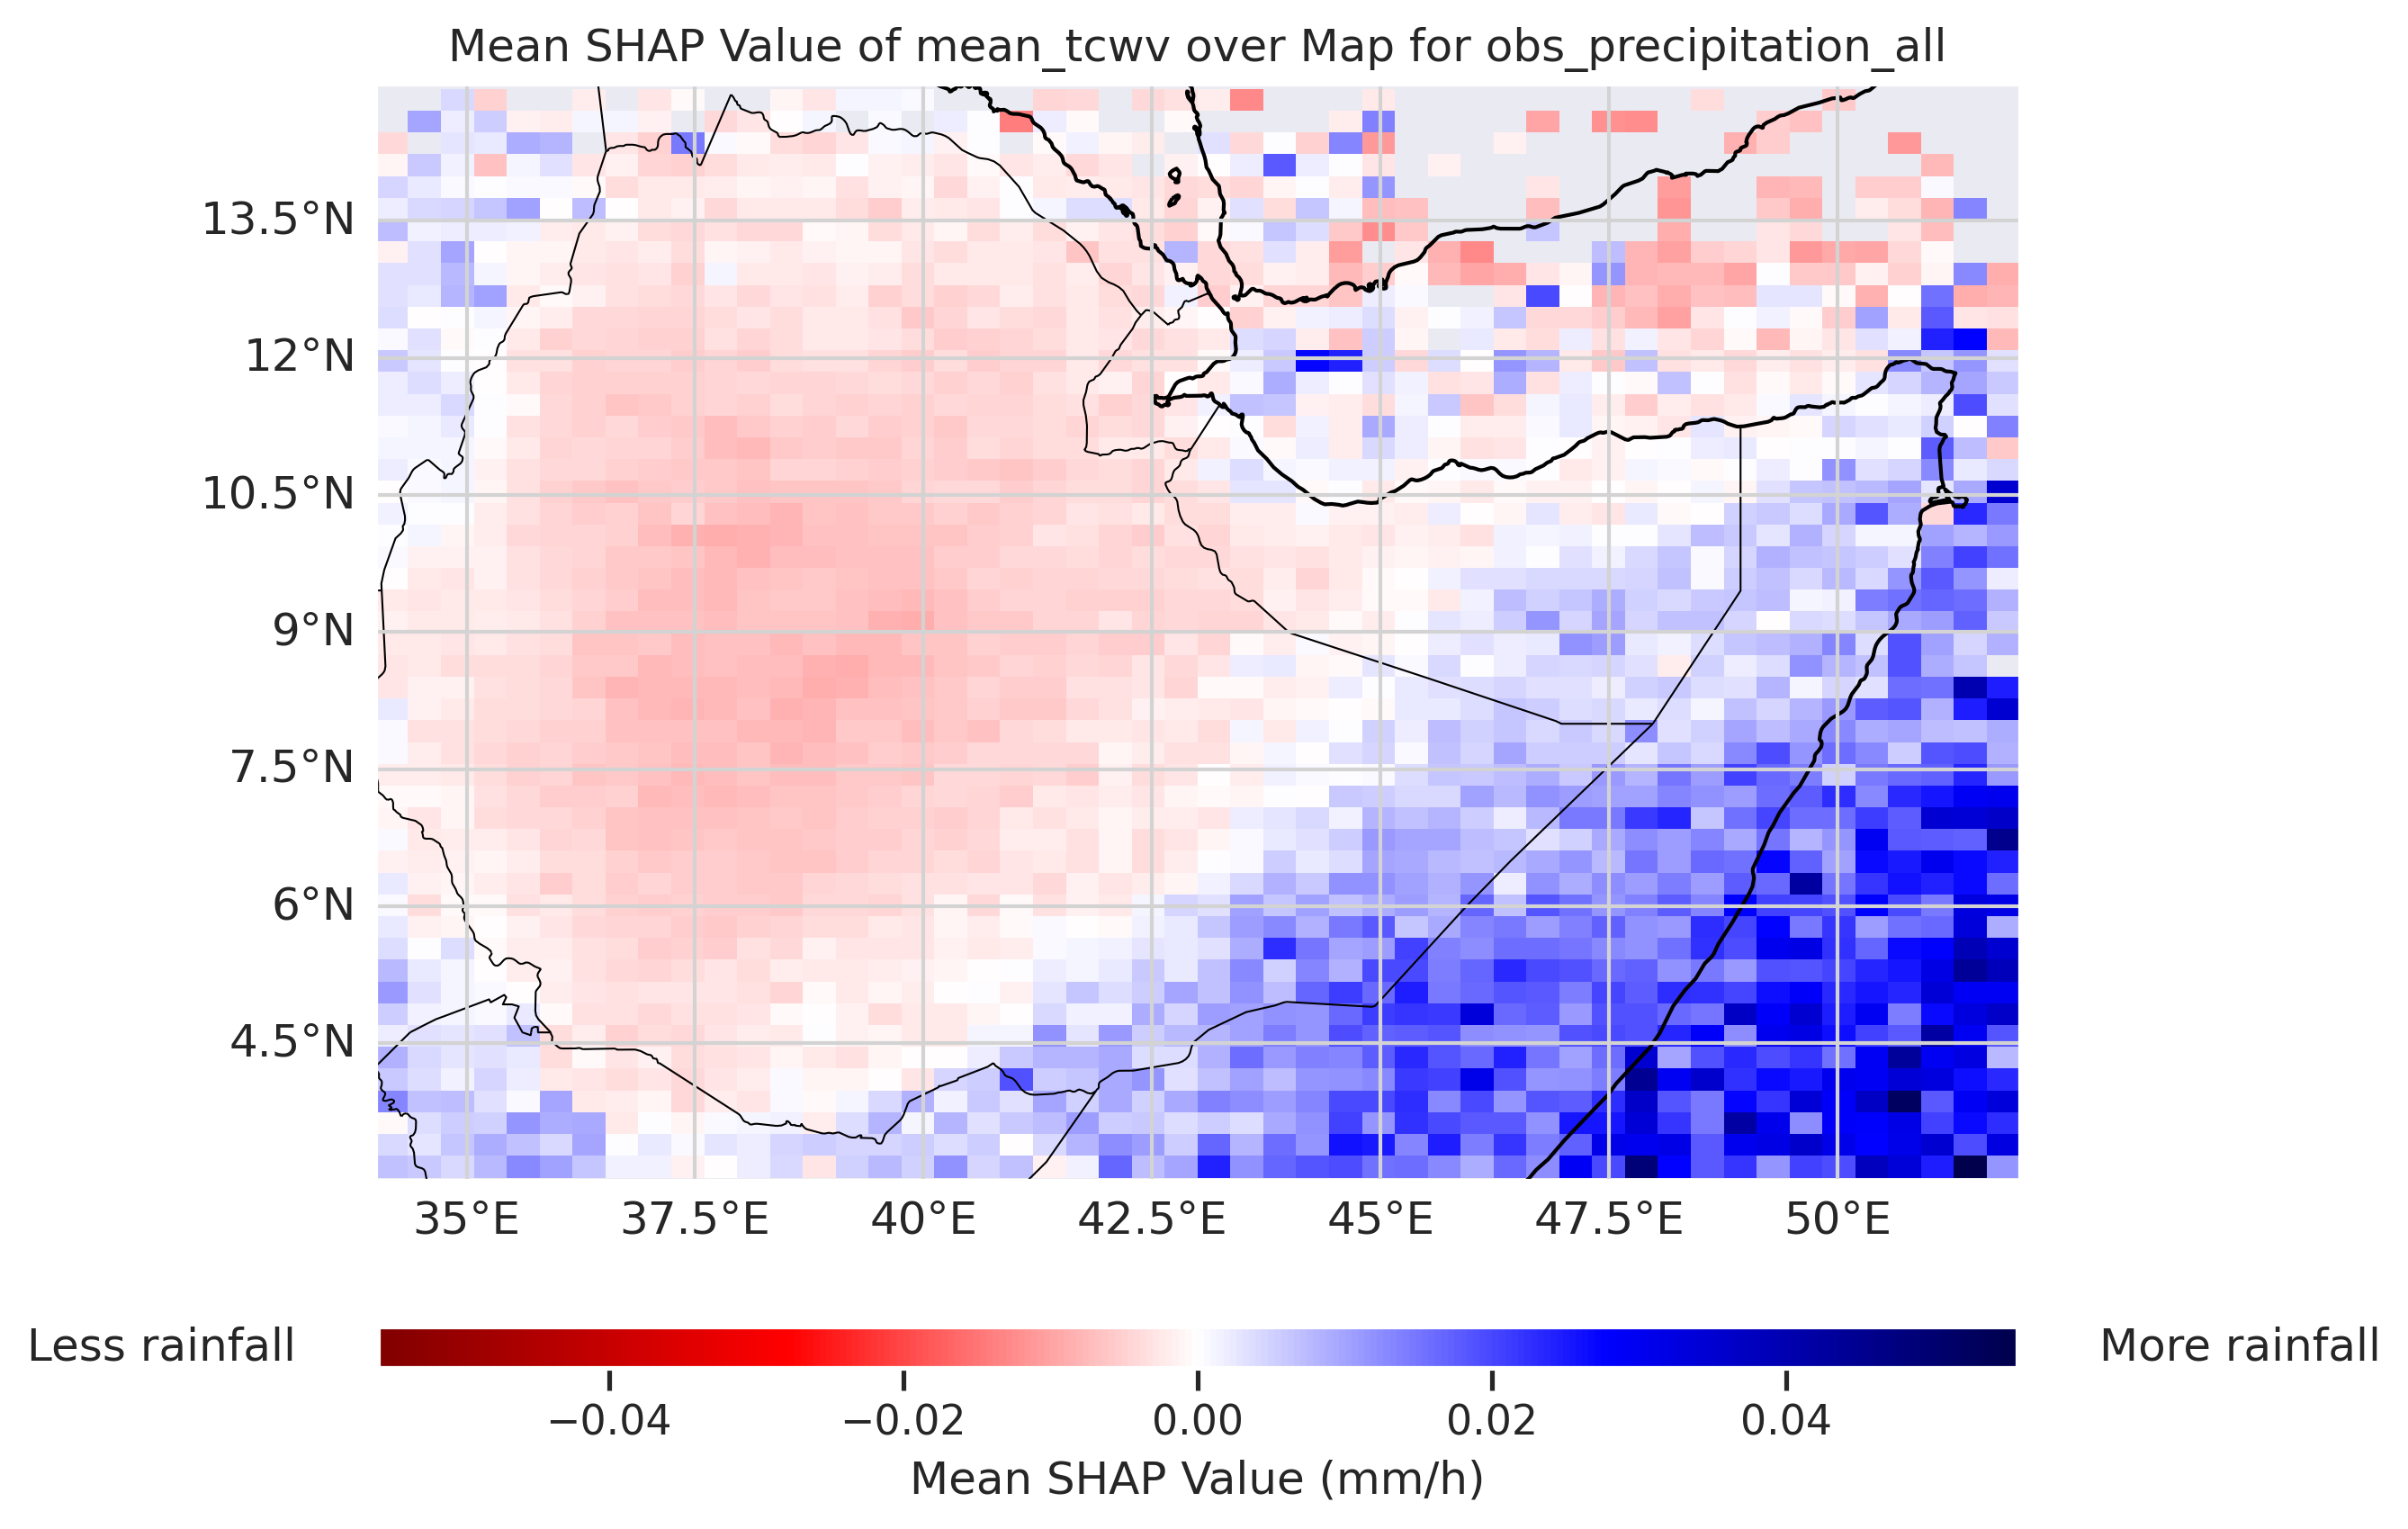 Mean SHAP Value of mean_tcwv over Map for obs_precipitation_all
13.5°N
12°N
10.5°N
9°N
7.5°N
6°N
4.5°N
35°E 37.5°E 40°E 42.5°E 45°E 47.5°E 50°E
Less rainfall More rainfall
−0.04 −0.02 0.00 0.02 0.04
Mean SHAP Value (mm/h)